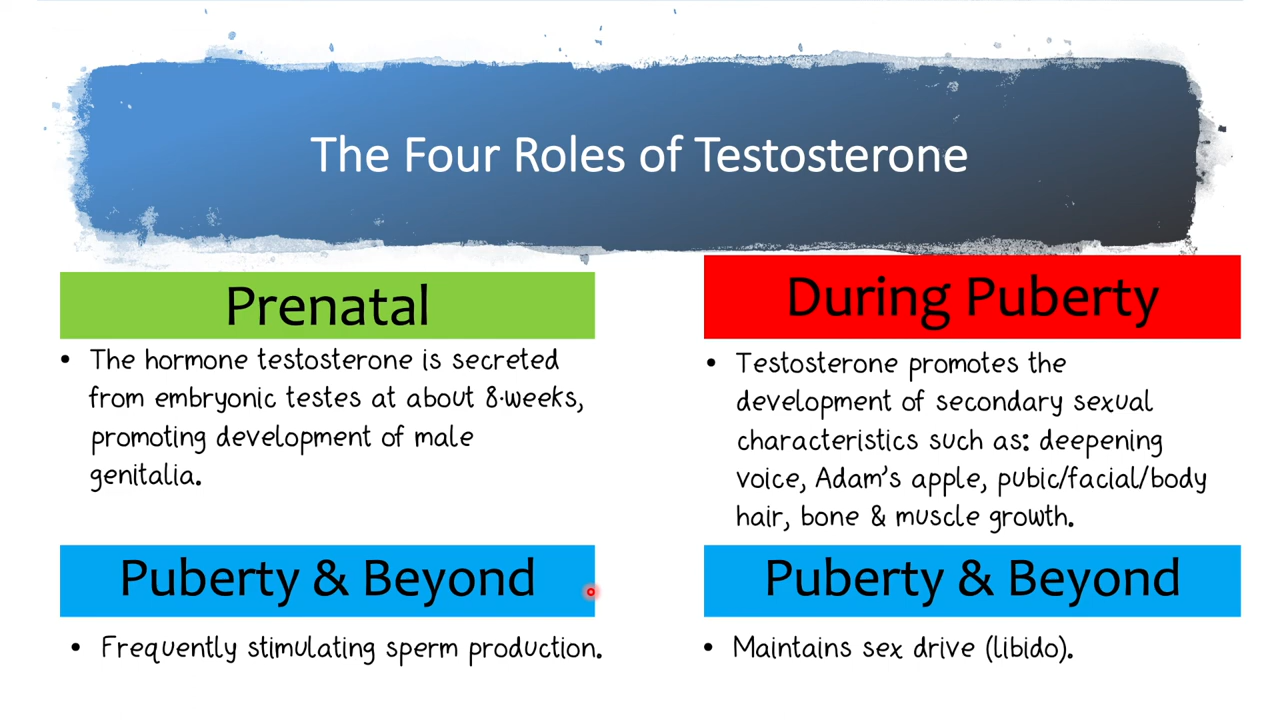 The Four Roles of Testosterone
Prenatal
• The hormone testosterone is secreted
from embryonic testes at about 8-weeks,
promoting development of male
genitalia.
During Puberty
• Testosterone promotes the
development of secondary sexual
characteristics such as: deepening
voice, Adam's apple, pubic/facial/body
hair, bone & muscle growth.
Puberty & Beyond
• Frequently stimulating sperm production.
Puberty & Beyond
• Maintains sex drive (libido).